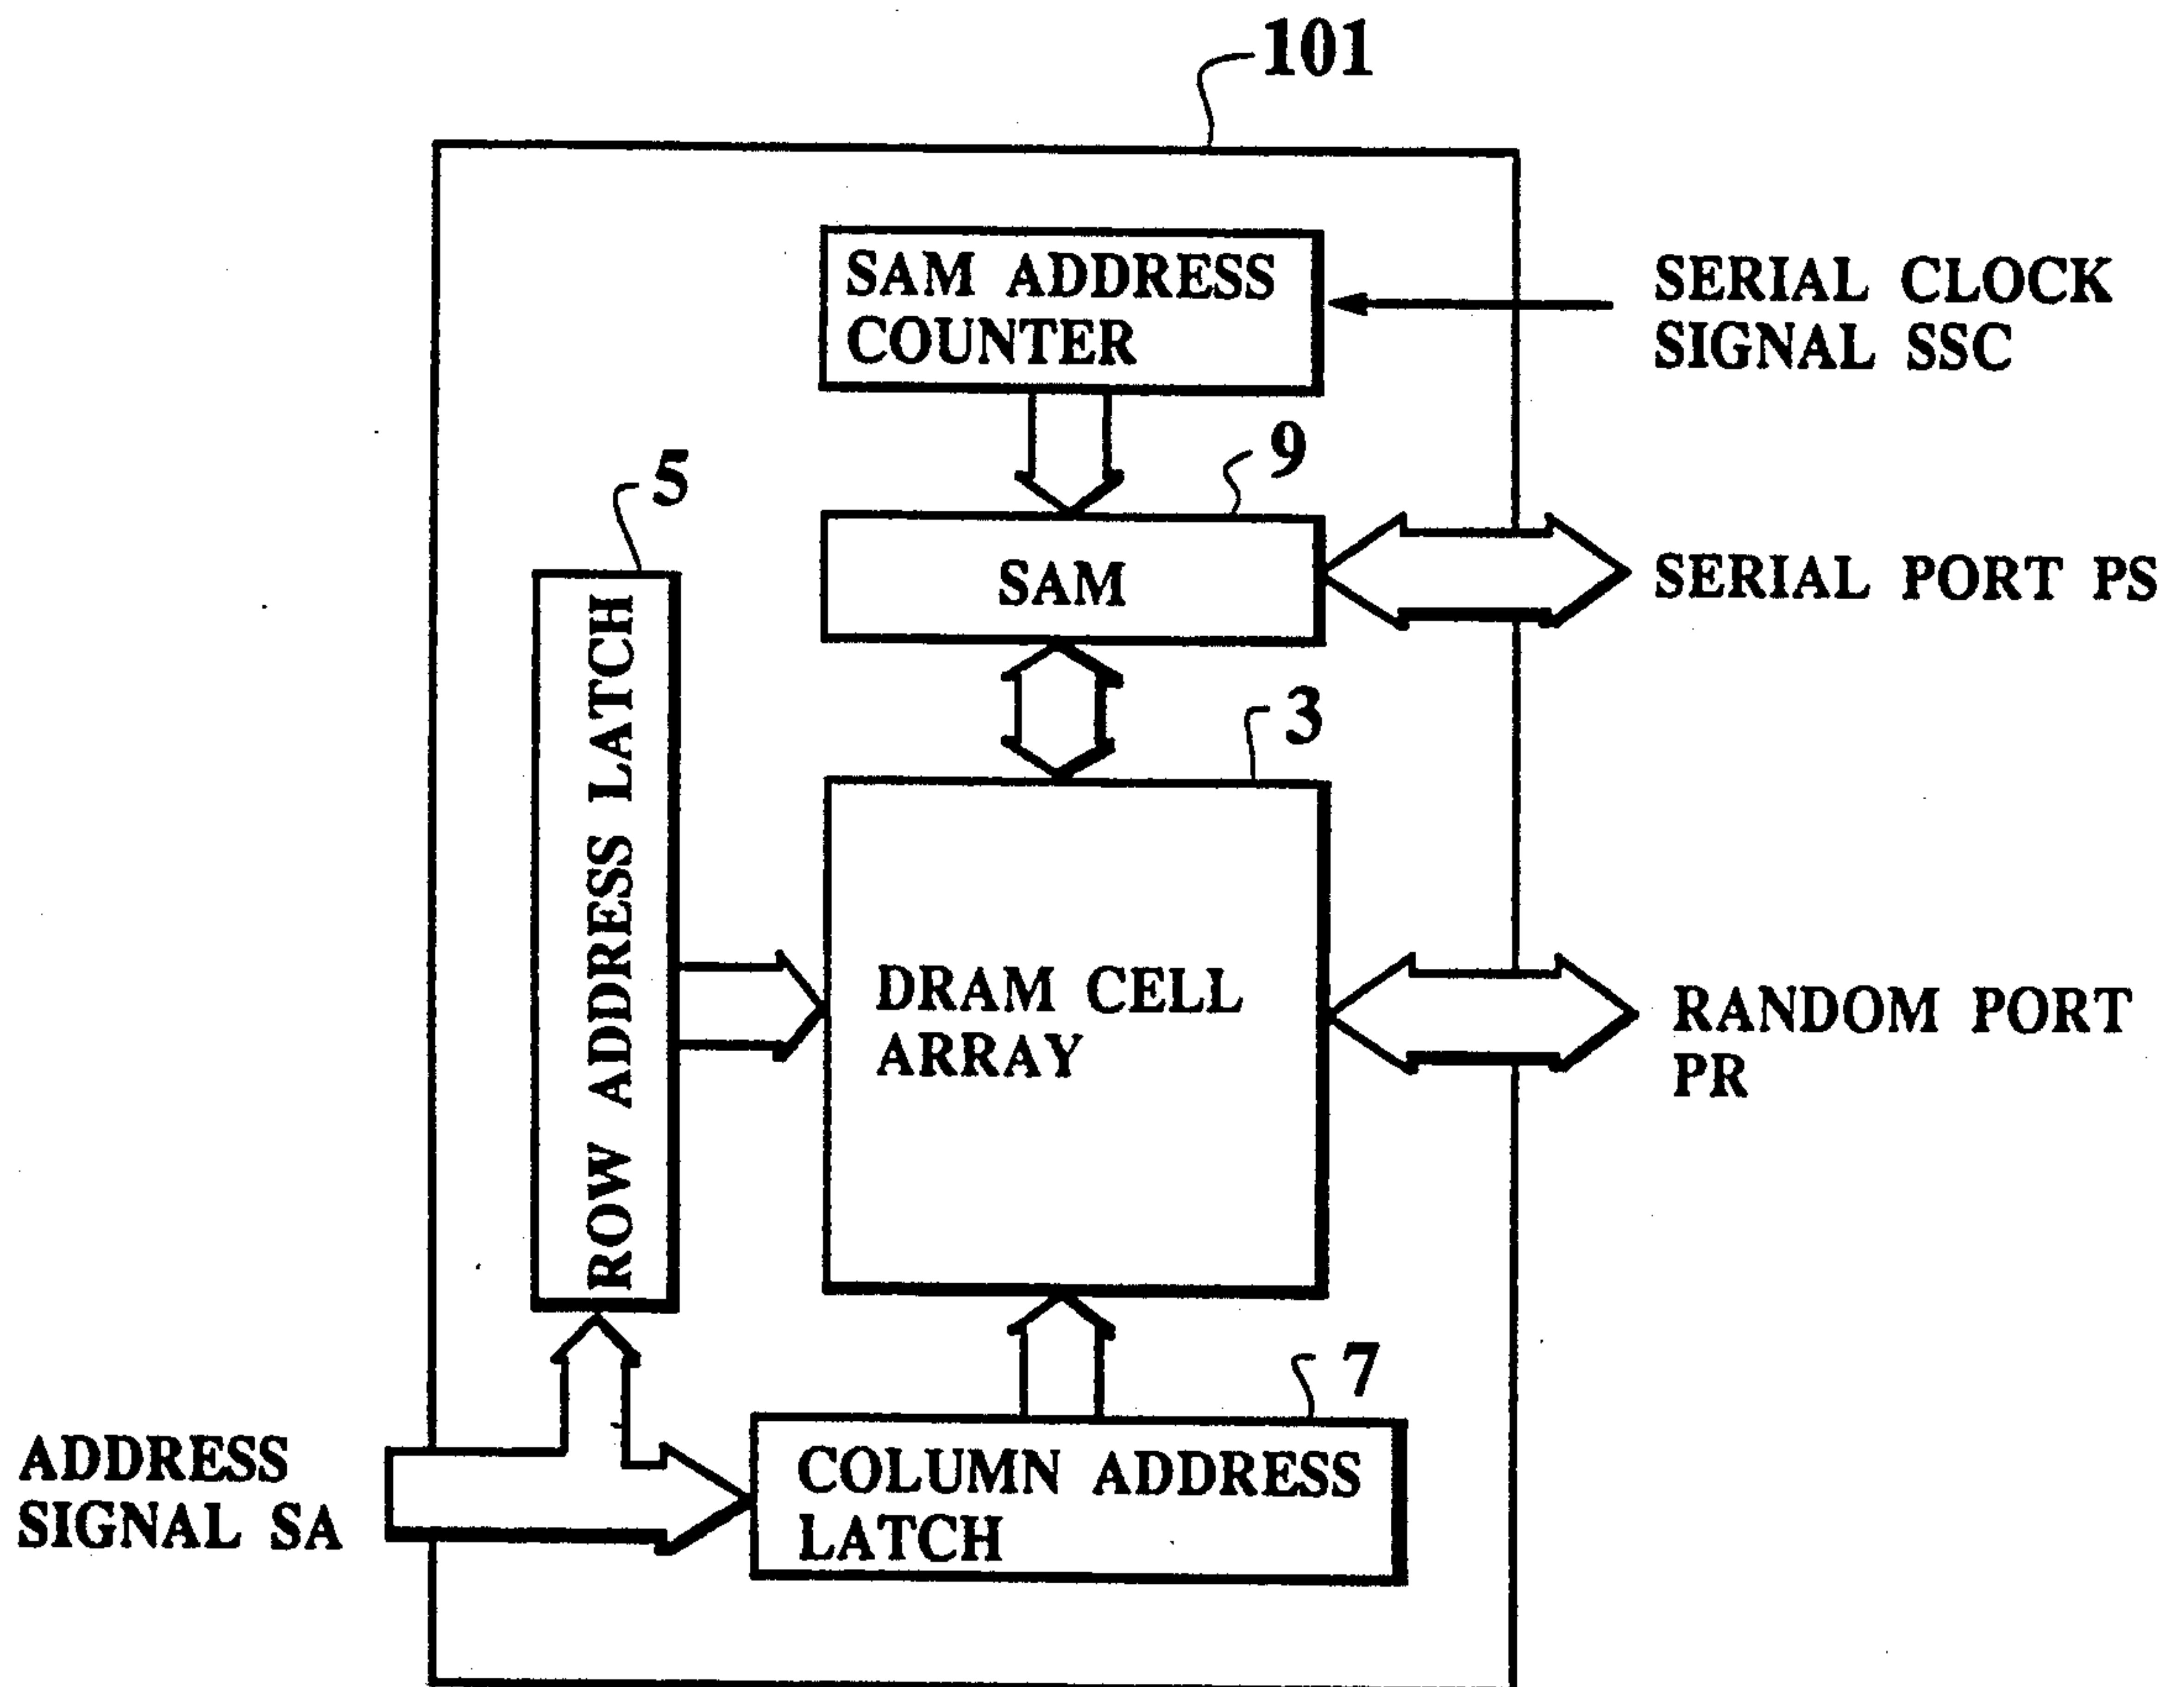 101
SAM ADDRESS
COUNTER
SERIAL CLOCK
SIGNAL SSC
9
5
SAM
SERIAL PORT PS
ROW ADDRESS LATCH
3
DRAM CELL
ARRAY
RANDOM PORT
PR
7
ADDRESS
SIGNAL SA
COLUMN ADDRESS
LATCH